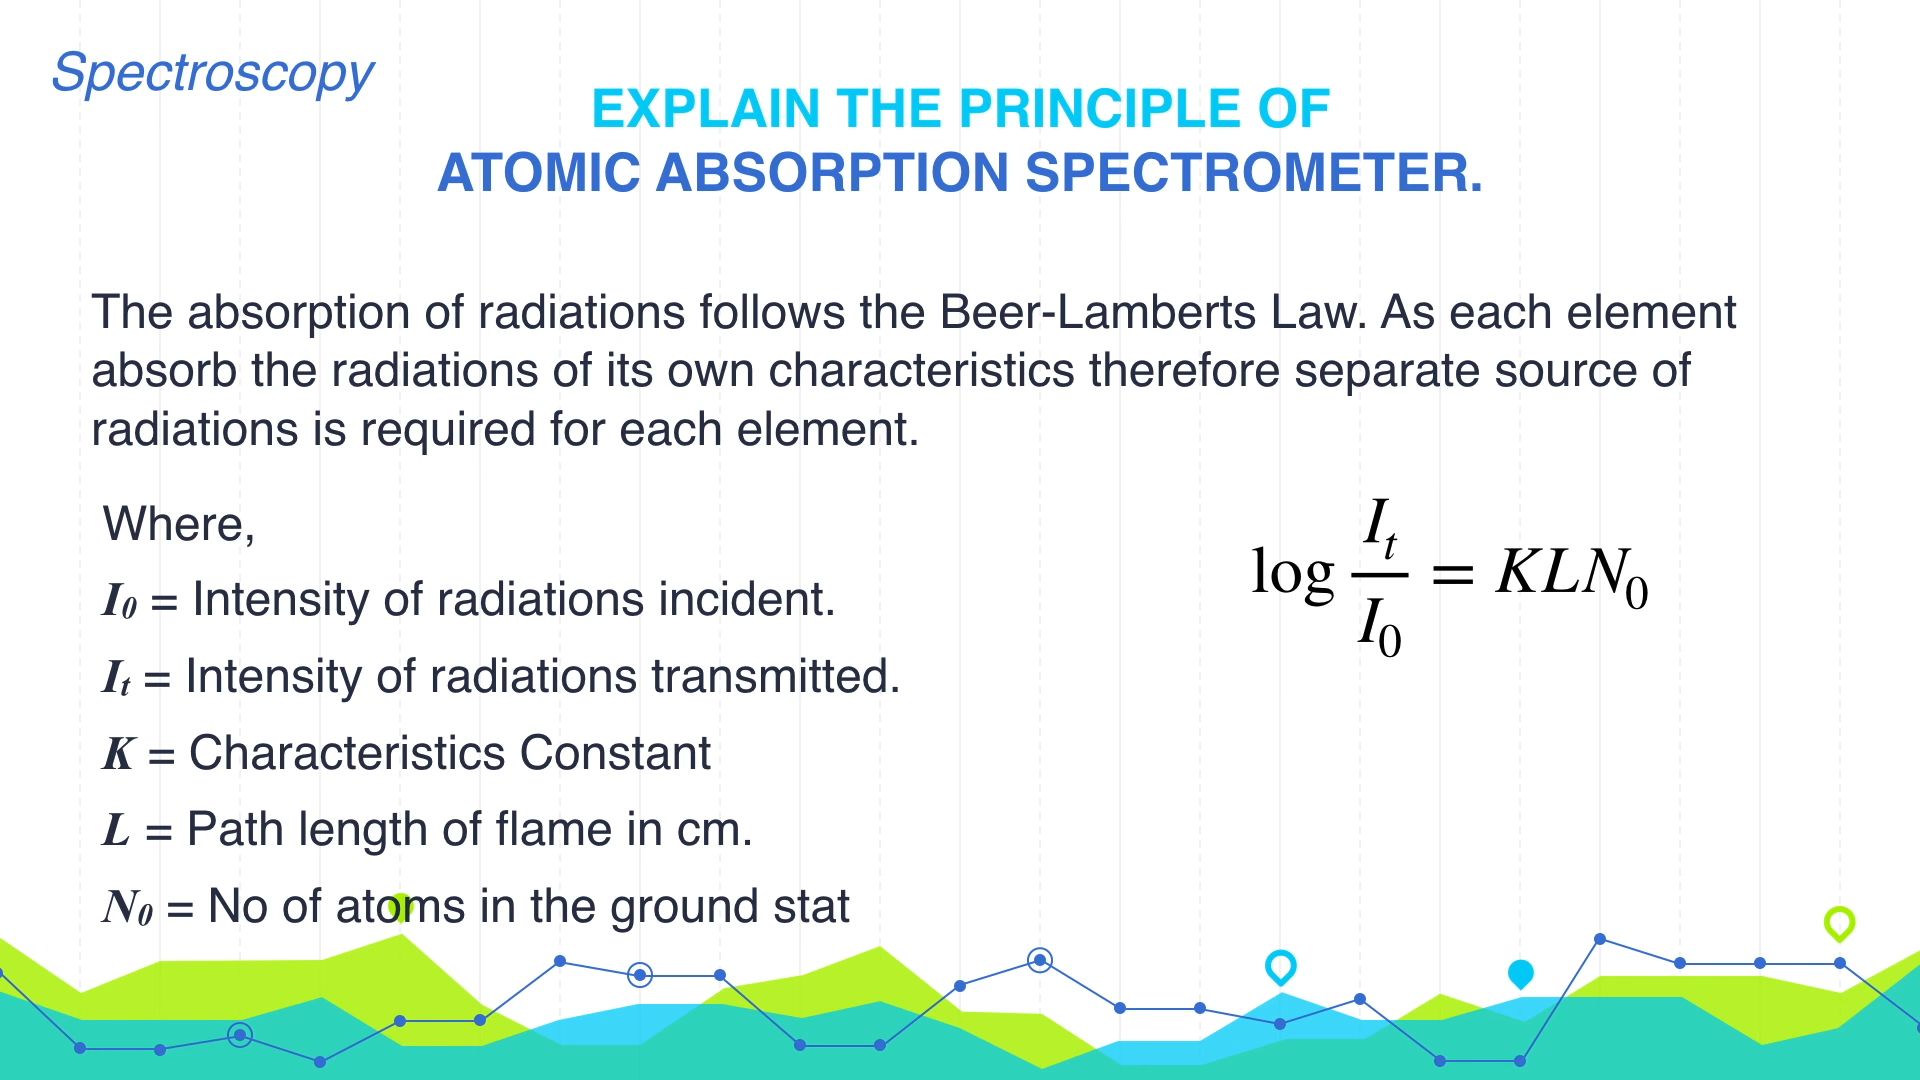 Spectroscopy
EXPLAIN THE PRINCIPLE OF
ATOMIC ABSORPTION SPECTROMETER.
The absorption of radiations follows the Beer-Lamberts Law. As each element
absorb the radiations of its own characteristics therefore separate source of
radiations is required for each element.
Where,
I₀ = Intensity of radiations incident.
Iₜ = Intensity of radiations transmitted.
K = Characteristics Constant
L = Path length of flame in cm.
N₀ = No of atoms in the ground stat
log Iₜ/I₀ = KLN₀